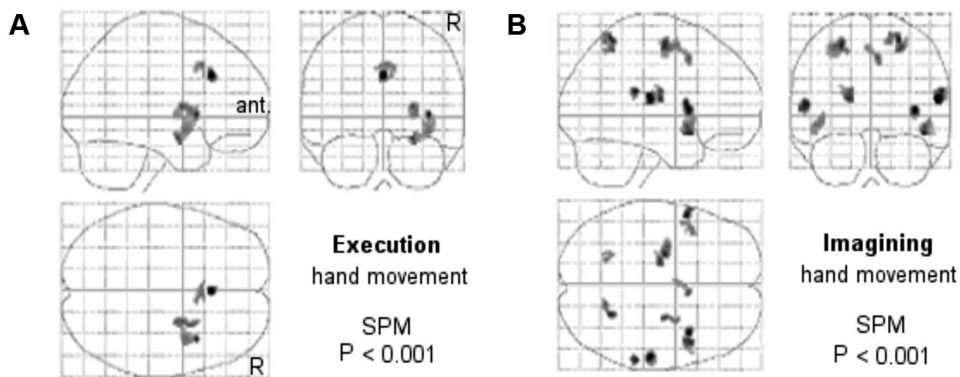 A
R
ant.
R
Execution
hand movement
SPM
P < 0.001
B
Imagining
hand movement
SPM
P < 0.001